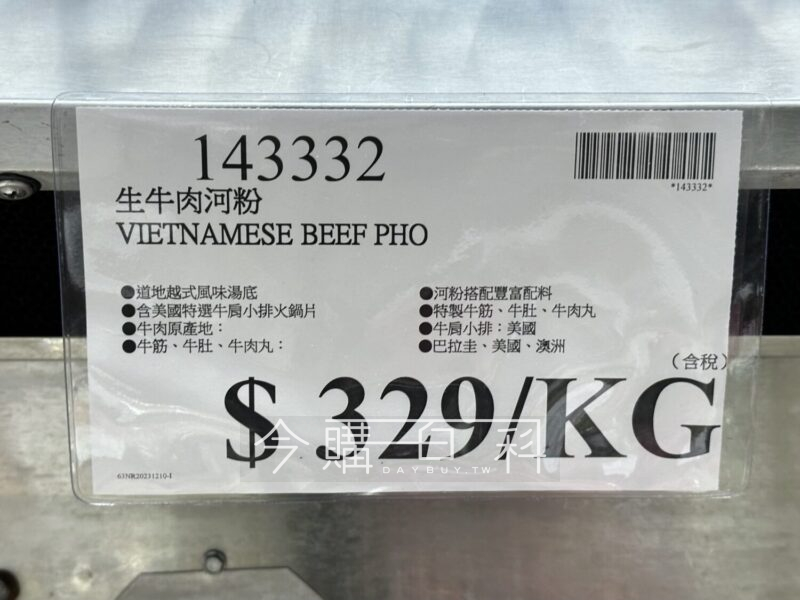 143332
*143332*
生牛肉河粉
VIETNAMESE BEEF PHO
●道地越式風味湯底
●含美國特選牛肩小排火鍋片
●牛肉原產地：
●牛筋、牛肚、牛肉丸：
●河粉搭配豐富配料
●特製牛筋、牛肚、牛肉丸
●牛肩小排：美國
●巴拉圭、美國、澳洲
（含稅）
$ 329/KG
今購百科
DAYBUY.TW
63NR20231210-1